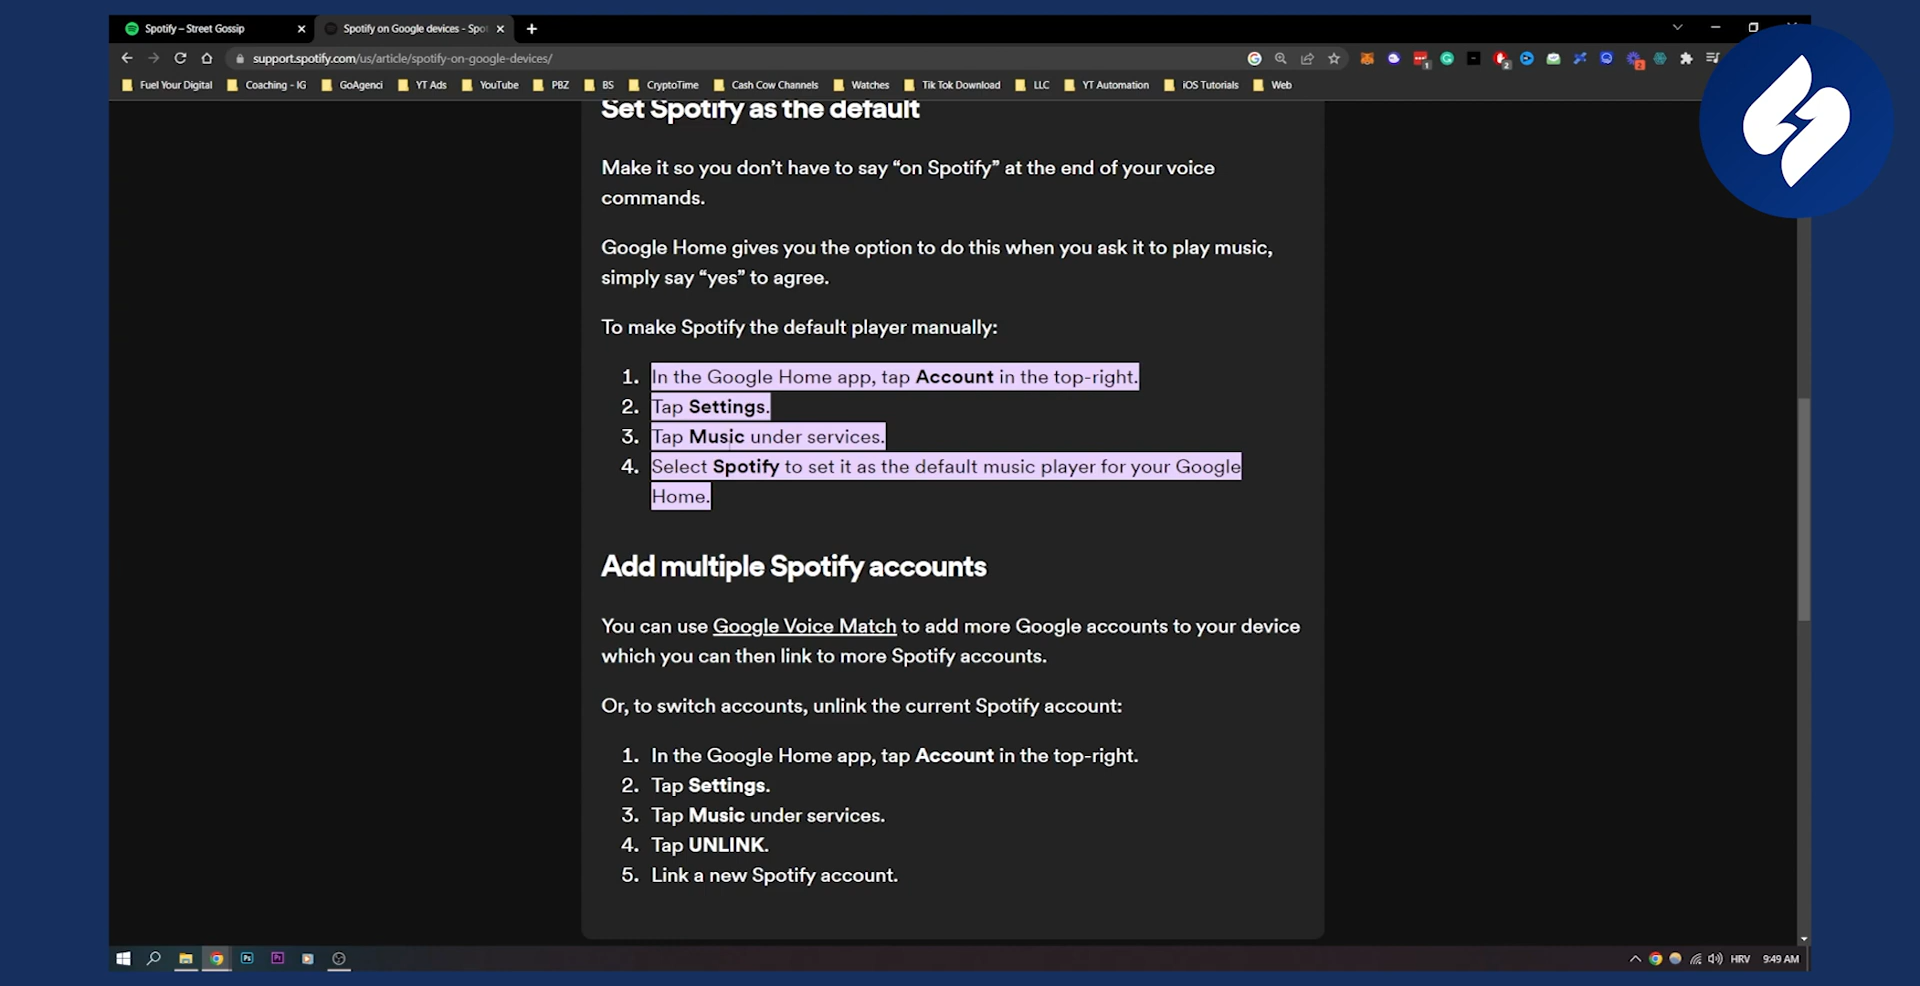 Spotify – Street Gossip
Spotify on Google devices - Spo
support.spotify.com/us/article/spotify-on-google-devices/
Fuel Your Digital Coaching - IG GoAgenci YT Ads YouTube PBZ BS CryptoTime Cash Cow Channels Watches Tik Tok Download LLC YT Automation iOS Tutorials Web
Set Spotify as the default
Make it so you don’t have to say “on Spotify” at the end of your voice
commands.
Google Home gives you the option to do this when you ask it to play music,
simply say “yes” to agree.
To make Spotify the default player manually:
1. In the Google Home app, tap Account in the top-right.
2. Tap Settings.
3. Tap Music under services.
4. Select Spotify to set it as the default music player for your Google
Home.
Add multiple Spotify accounts
You can use Google Voice Match to add more Google accounts to your device
which you can then link to more Spotify accounts.
Or, to switch accounts, unlink the current Spotify account:
1. In the Google Home app, tap Account in the top-right.
2. Tap Settings.
3. Tap Music under services.
4. Tap UNLINK.
5. Link a new Spotify account.
Ps Pr HRV 9:49 AM